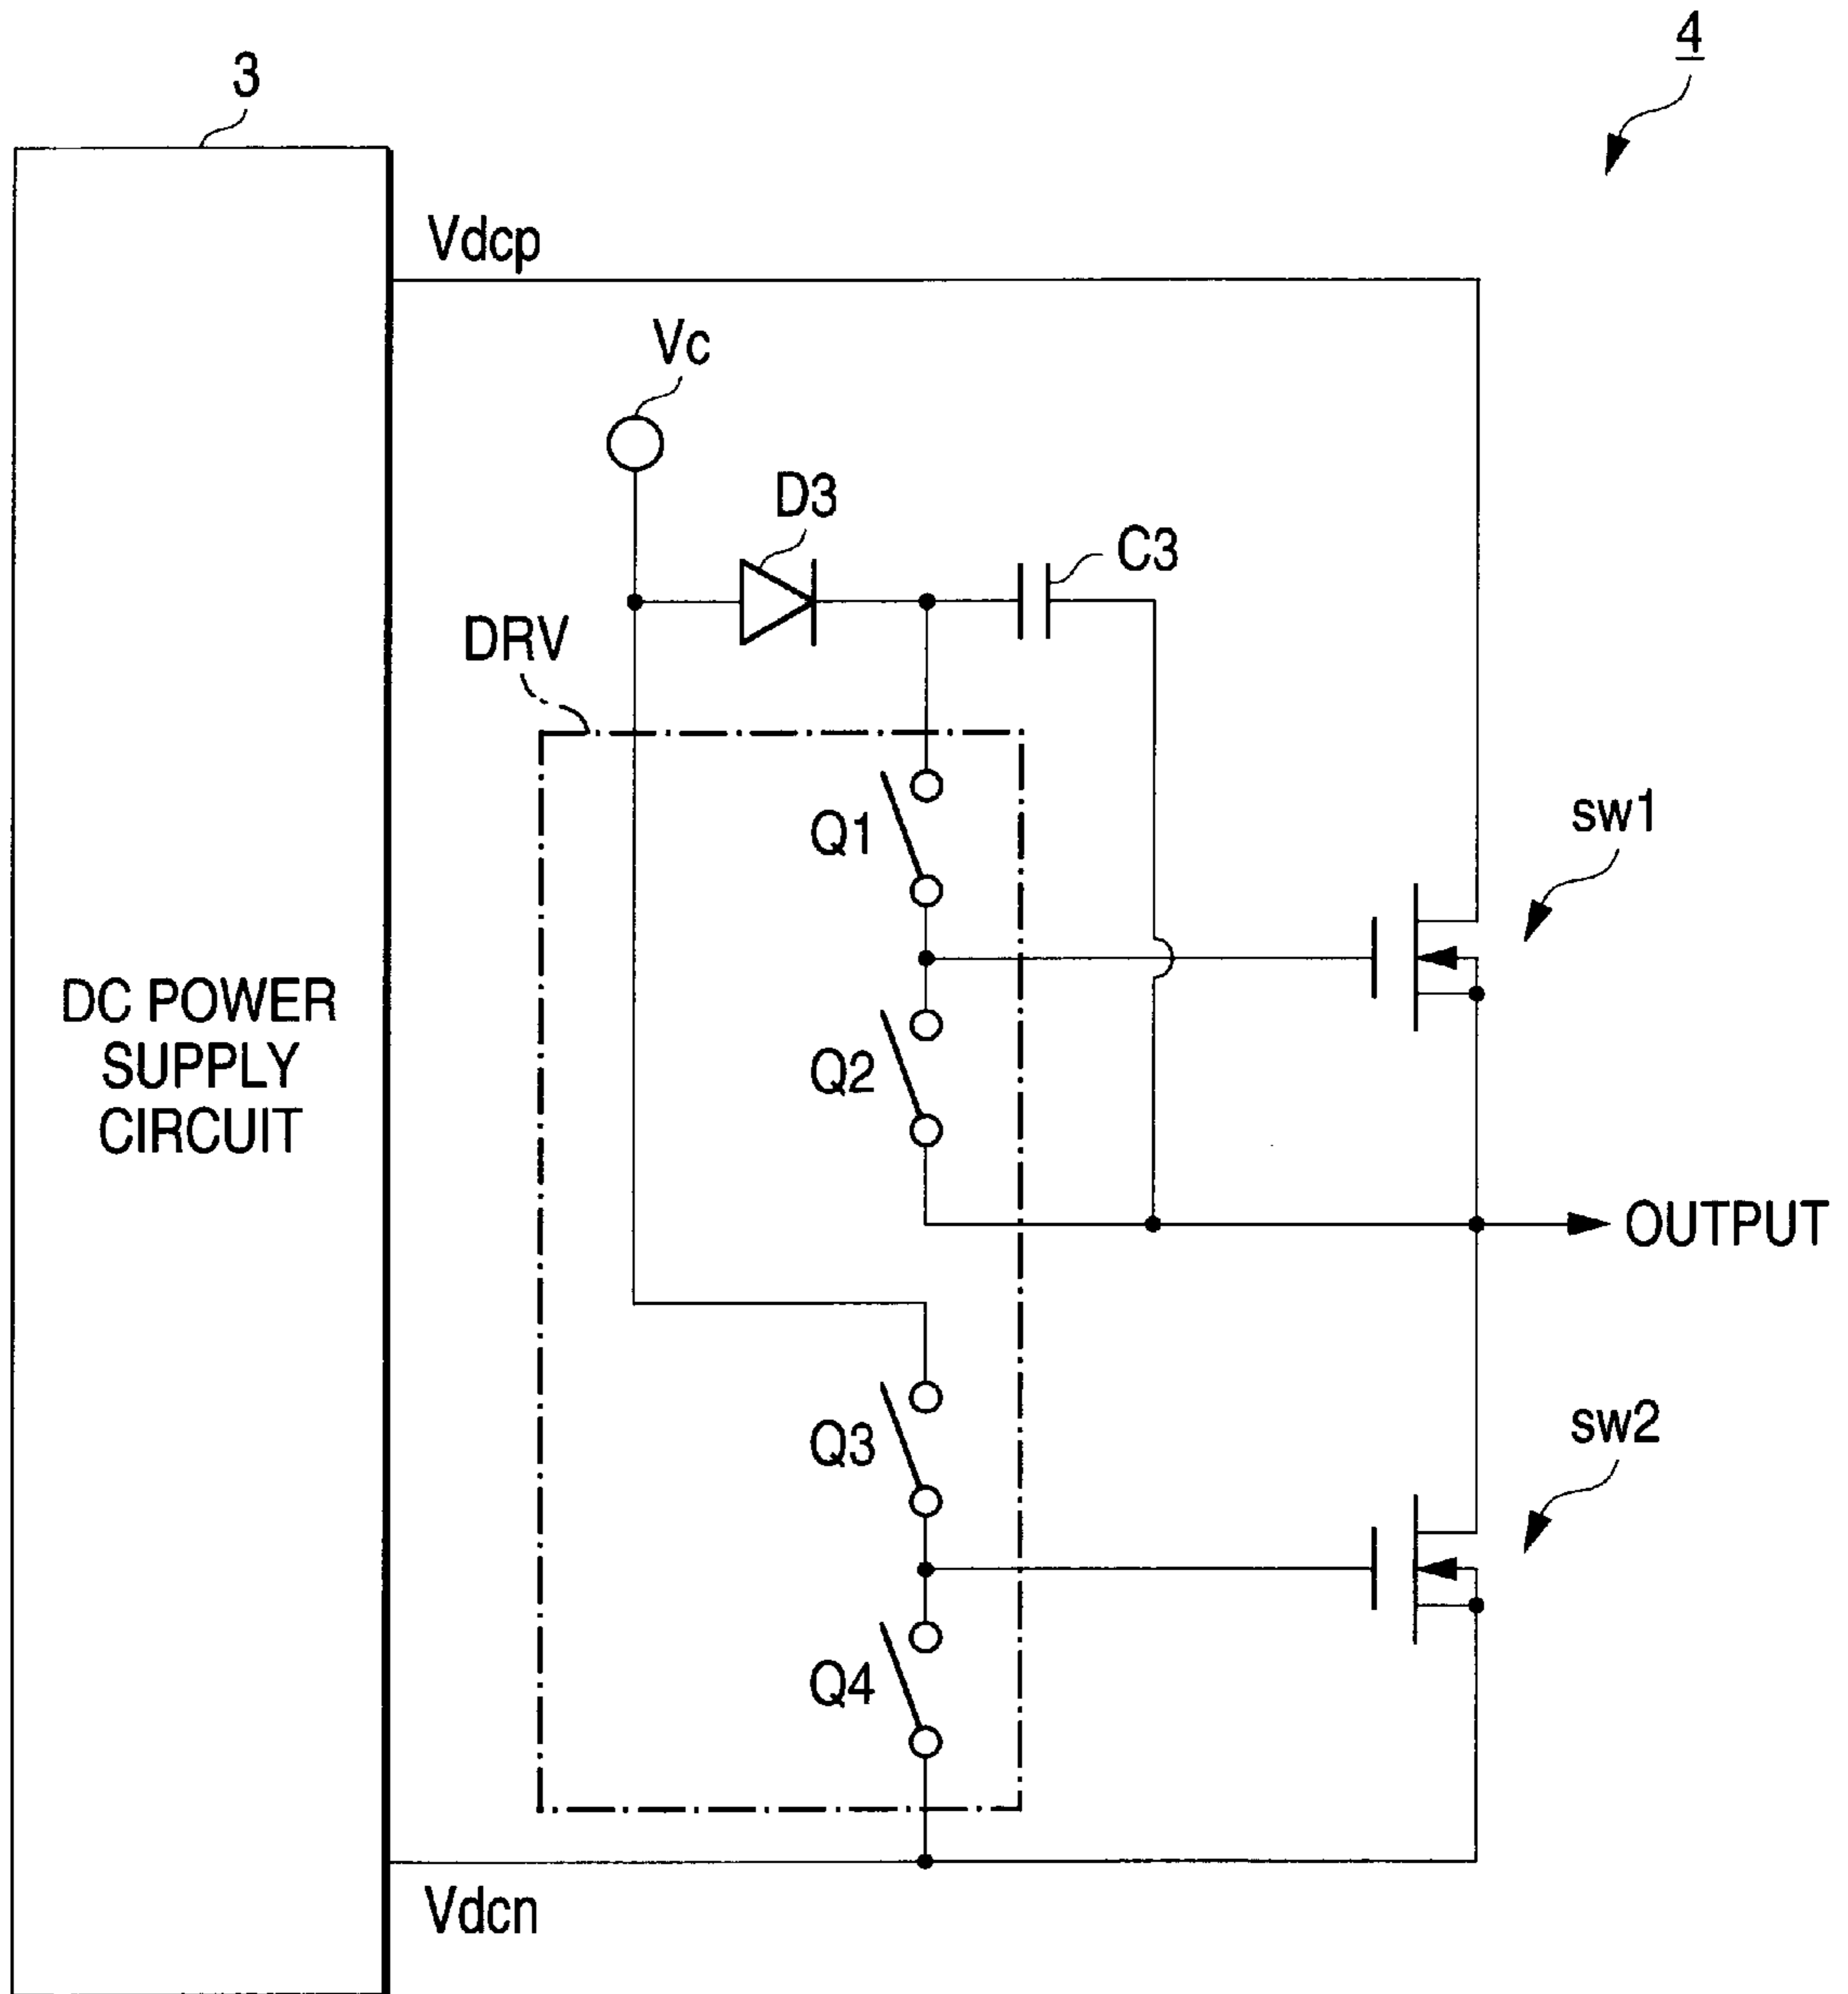 4
3
Vdcp
Vc
D3
C3
DRV
Q1
sw1
DC POWER
SUPPLY
CIRCUIT
Q2
OUTPUT
Q3
sw2
Q4
Vdcn